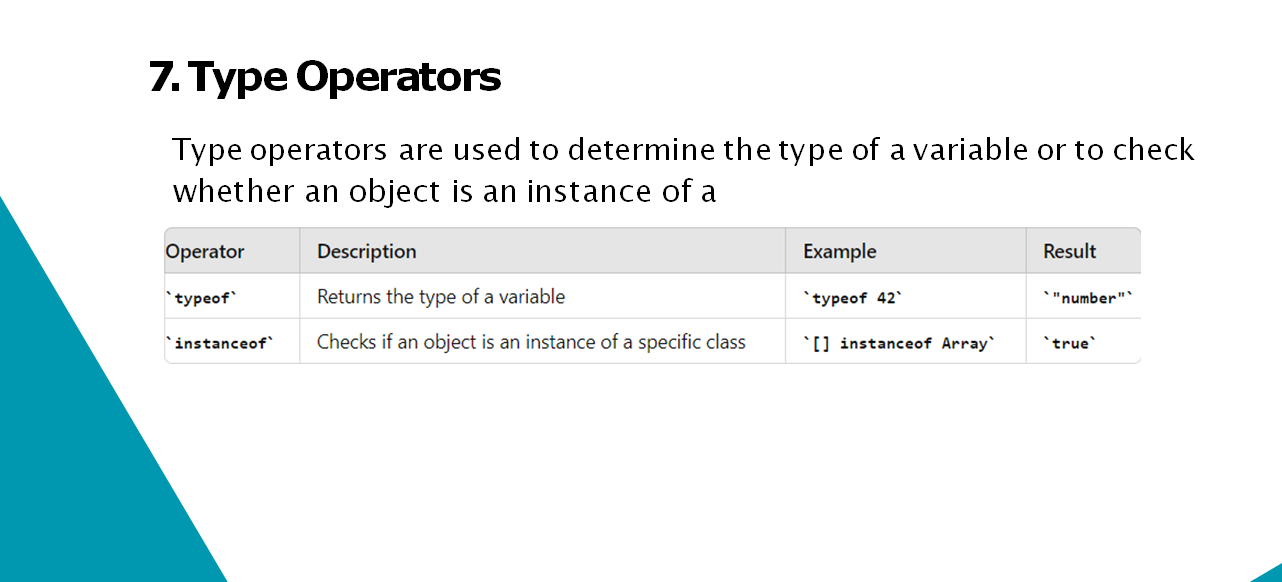 7. Type Operators
Type operators are used to determine the type of a variable or to check
whether an object is an instance of a
Operator Description Example Result
`typeof` Returns the type of a variable `typeof 42` `"number"`
`instanceof` Checks if an object is an instance of a specific class `[] instanceof Array` `true`